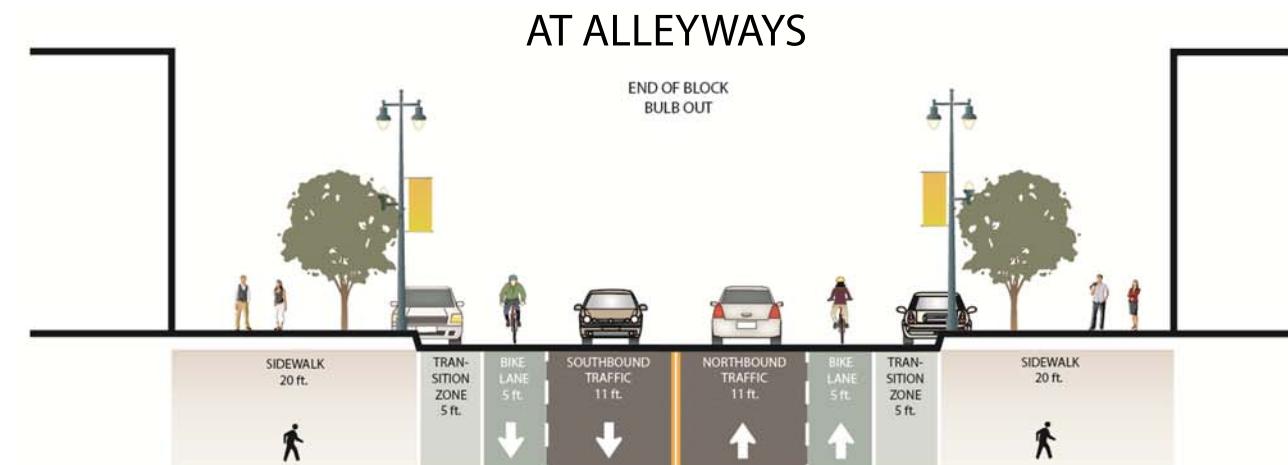 AT ALLEYWAYS
END OF BLOCK
BULB OUT
SIDEWALK
20 ft.
TRAN-
SITION
ZONE
5 ft.
BIKE
LANE
5 ft.
SOUTHBOUND
TRAFFIC
11 ft.
NORTHBOUND
TRAFFIC
11 ft.
BIKE
LANE
5 ft.
TRAN-
SITION
ZONE
5 ft.
SIDEWALK
20 ft.